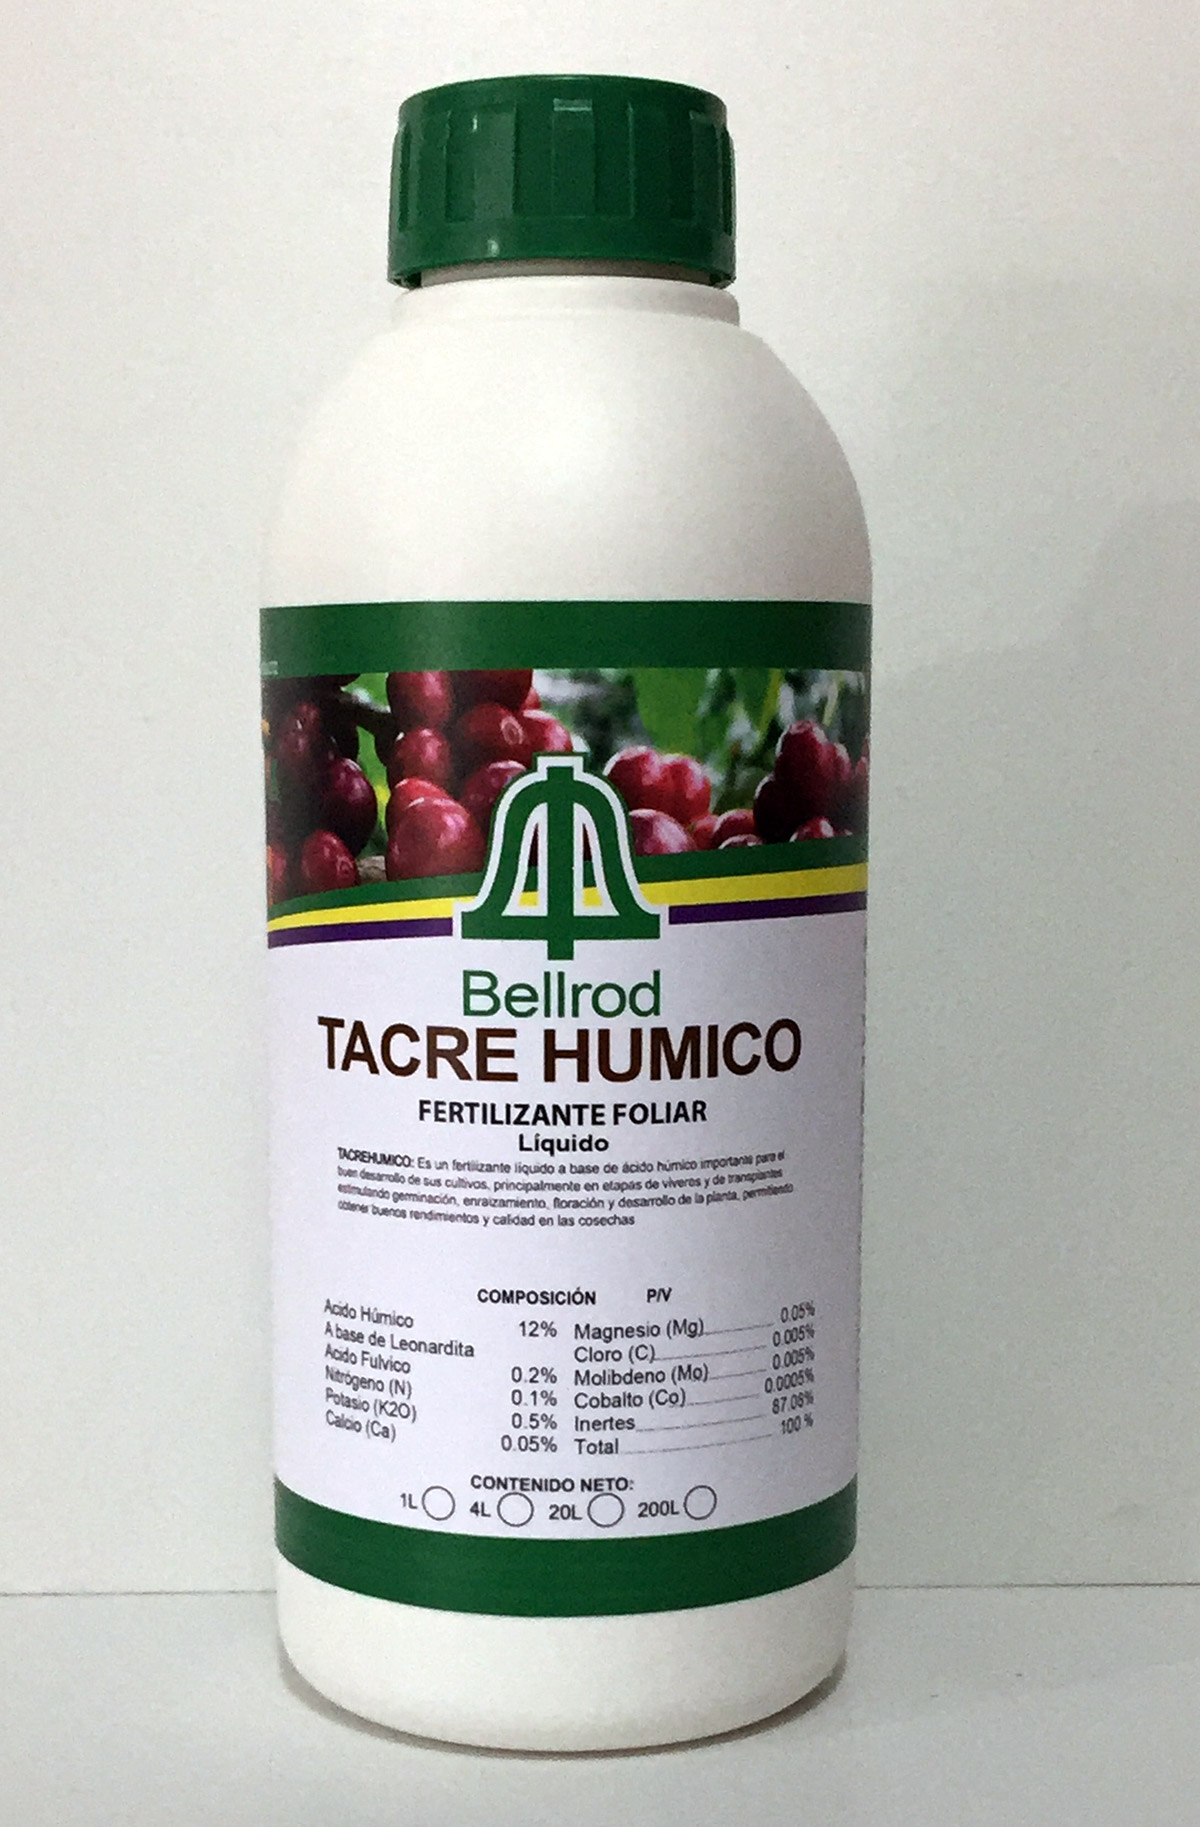 Bellrod
TACRE HUMICO
FERTILIZANTE FOLIAR
Líquido
TACREHUMICO: Es un fertilizante líquido a base de ácido húmico importante para el
buen desarrollo de sus cultivos, principalmente en etapas de viveros y de transplantes
estimulando germinación, enraizamiento, floración y desarrollo de la planta, permitiendo
obtener buenos rendimientos y calidad en las cosechas
COMPOSICIÓN P/V
Acido Húmico 12%
A base de Leonardita
Acido Fulvico 0.2%
Nitrógeno (N) 0.1%
Potasio (K2O) 0.5%
Calcio (Ca) 0.05%
Magnesio (Mg) 0.05%
Cloro (C) 0.005%
Molibdeno (Mo) 0.005%
Cobalto (Co) 0.0005%
Inertes 87.08%
Total 100 %
CONTENIDO NETO:
1L 4L 20L 200L